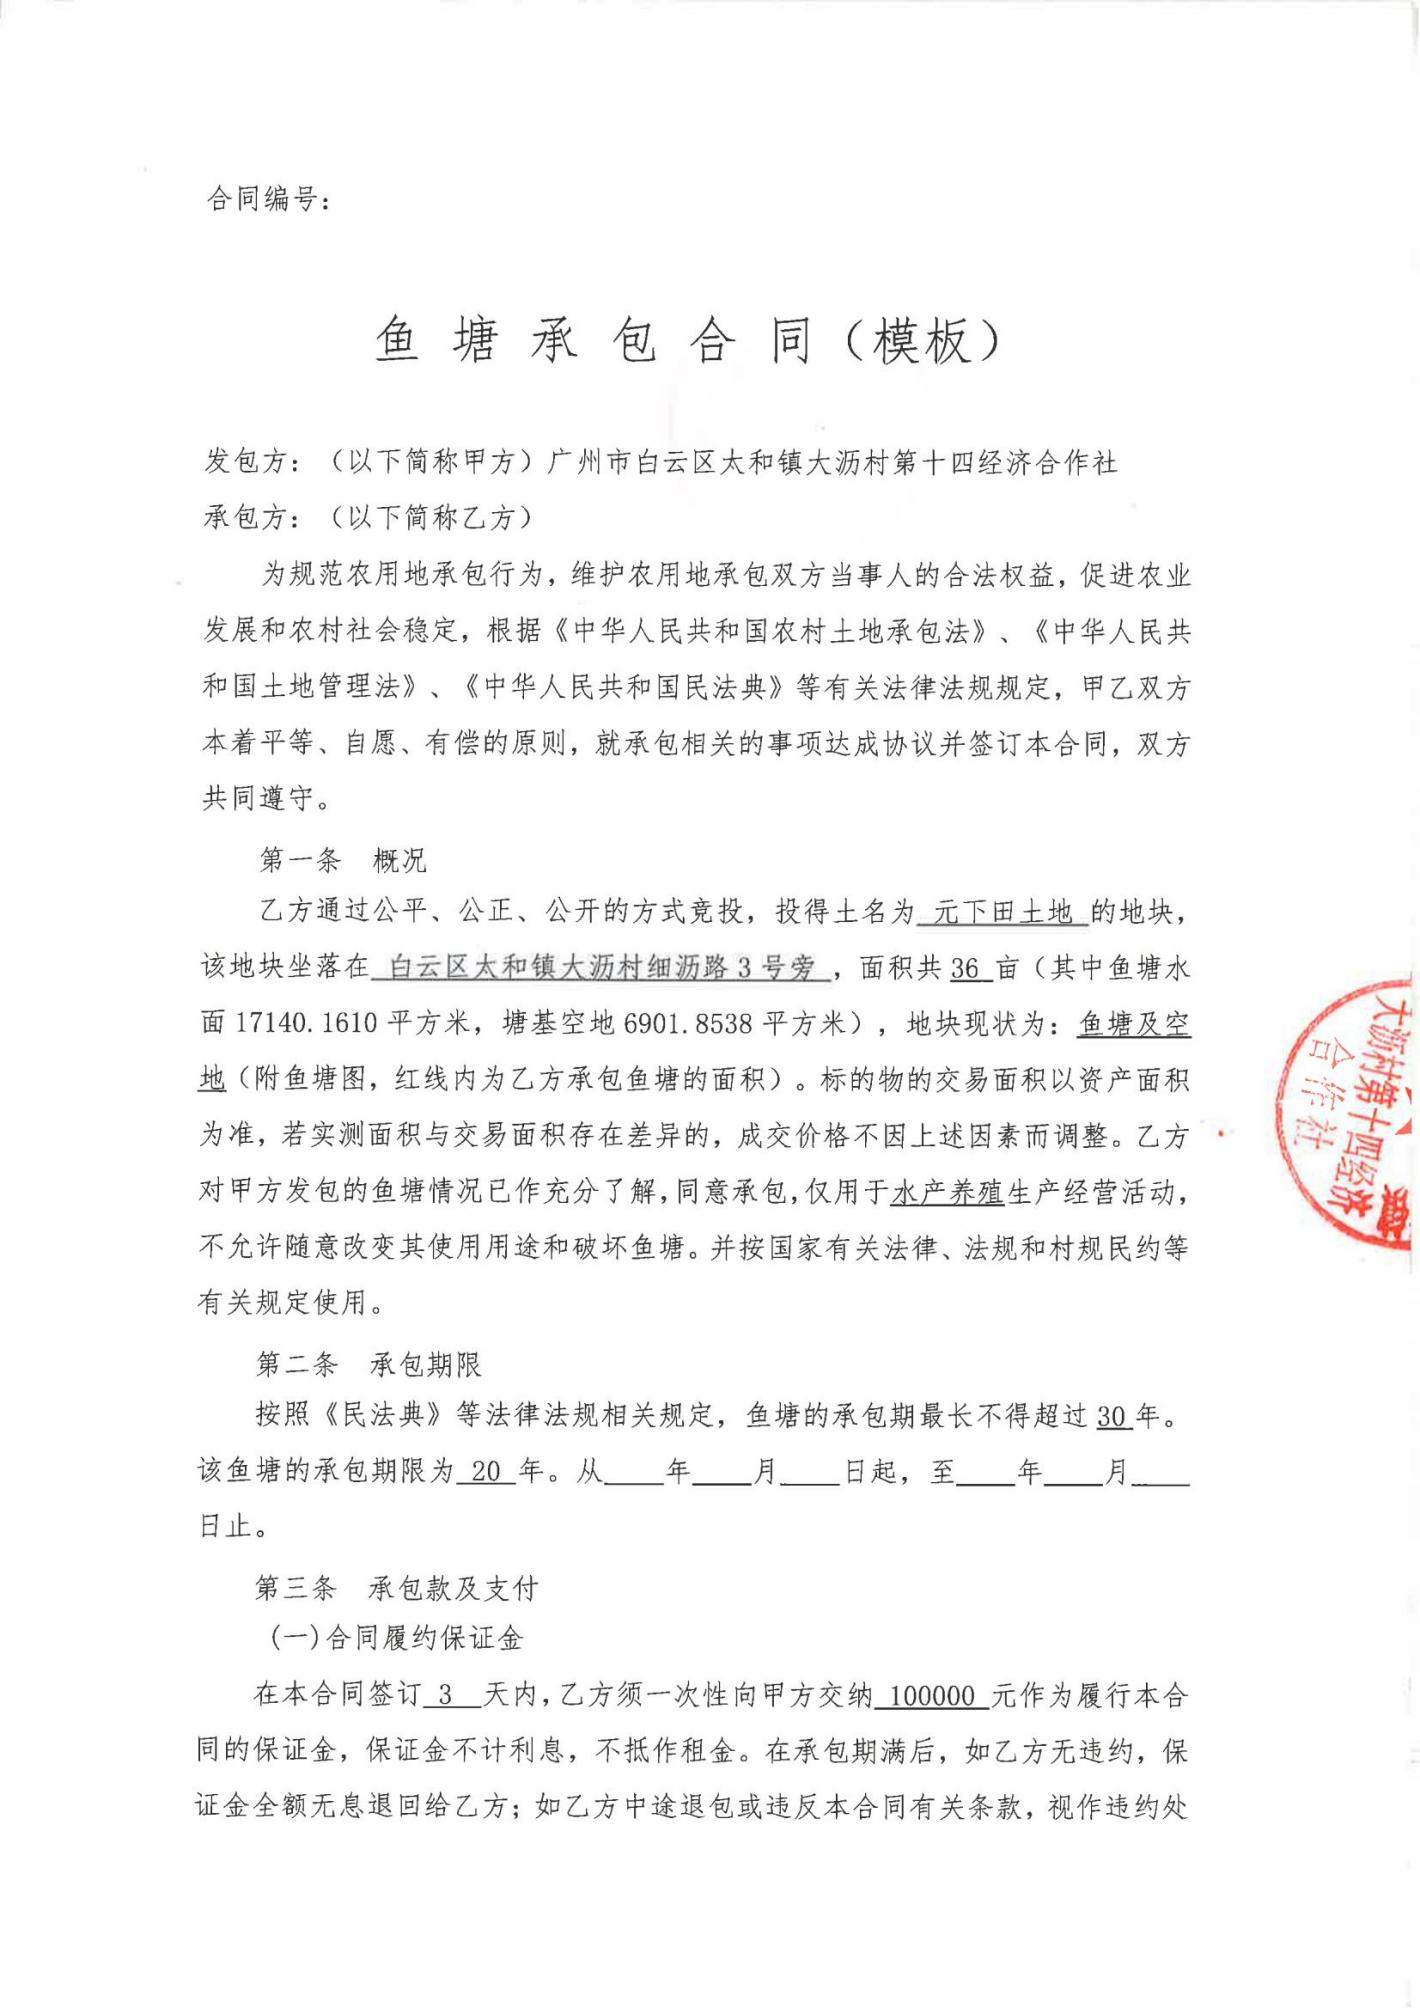 合同编号：
鱼塘承包合同（模板）
发包方：（以下简称甲方）广州市白云区太和镇大沥村第十四经济合作社
承包方：（以下简称乙方）
为规范农用地承包行为，维护农用地承包双方当事人的合法权益，促进农业
发展和农村社会稳定，根据《中华人民共和国农村土地承包法》、《中华人民共
和国土地管理法》、《中华人民共和国民法典》等有关法律法规规定，甲乙双方
本着平等、自愿、有偿的原则，就承包相关的事项达成协议并签订本合同，双方
共同遵守。
第一条　概况
乙方通过公平、公正、公开的方式竞投，投得土名为 元下田土地 的地块，
该地块坐落在 白云区太和镇大沥村细沥路3号旁 ，面积共 36 亩（其中鱼塘水
面17140.1610平方米，塘基空地6901.8538平方米），地块现状为：鱼塘及空
地（附鱼塘图，红线内为乙方承包鱼塘的面积）。标的物的交易面积以资产面积
为准，若实测面积与交易面积存在差异的，成交价格不因上述因素而调整。乙方
对甲方发包的鱼塘情况已作充分了解，同意承包，仅用于水产养殖生产经营活动，
不允许随意改变其使用用途和破坏鱼塘。并按国家有关法律、法规和村规民约等
有关规定使用。
第二条　承包期限
按照《民法典》等法律法规相关规定，鱼塘的承包期最长不得超过 30 年。
该鱼塘的承包期限为 20 年。从____年____月____日起，至____年____月____
日止。
第三条　承包款及支付
(一)合同履约保证金
在本合同签订 3 天内，乙方须一次性向甲方交纳 100000 元作为履行本合
同的保证金，保证金不计利息，不抵作租金。在承包期满后，如乙方无违约，保
证金全额无息退回给乙方；如乙方中途退包或违反本合同有关条款，视作违约处
镇
大沥村第十四经济
合作社